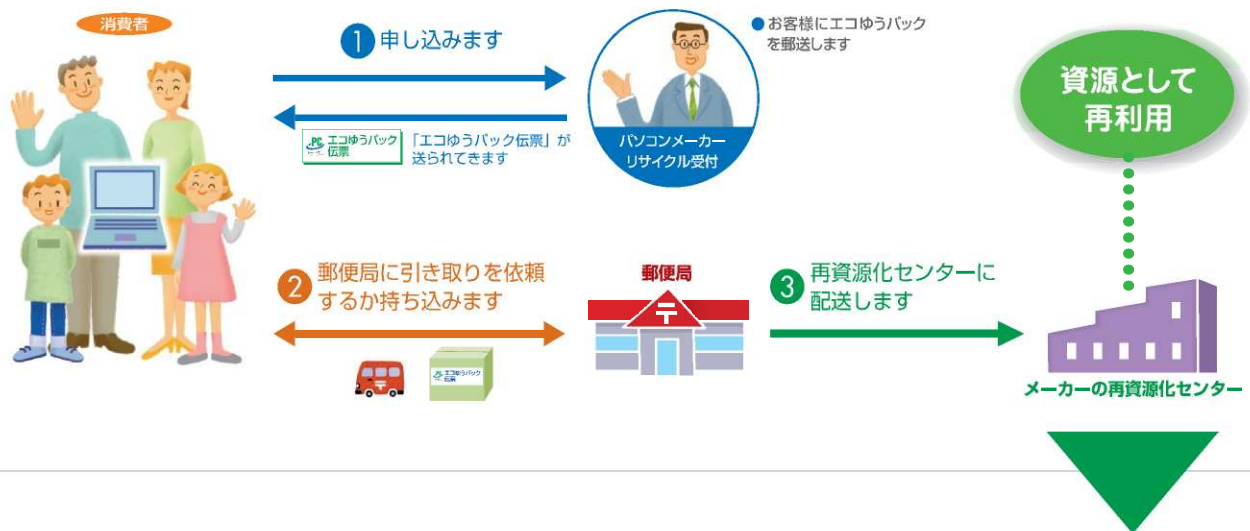 消費者
1 申し込みます
エコゆうパック
伝票
「エコゆうパック伝票」が
送られてきます
パソコンメーカー
リサイクル受付
●お客様にエコゆうパック
を郵送します
資源として
再利用
2 郵便局に引き取りを依頼
するか持ち込みます
エコゆうパック
伝票
郵便局
〒
3 再資源化センターに
配送します
メーカーの再資源化センター